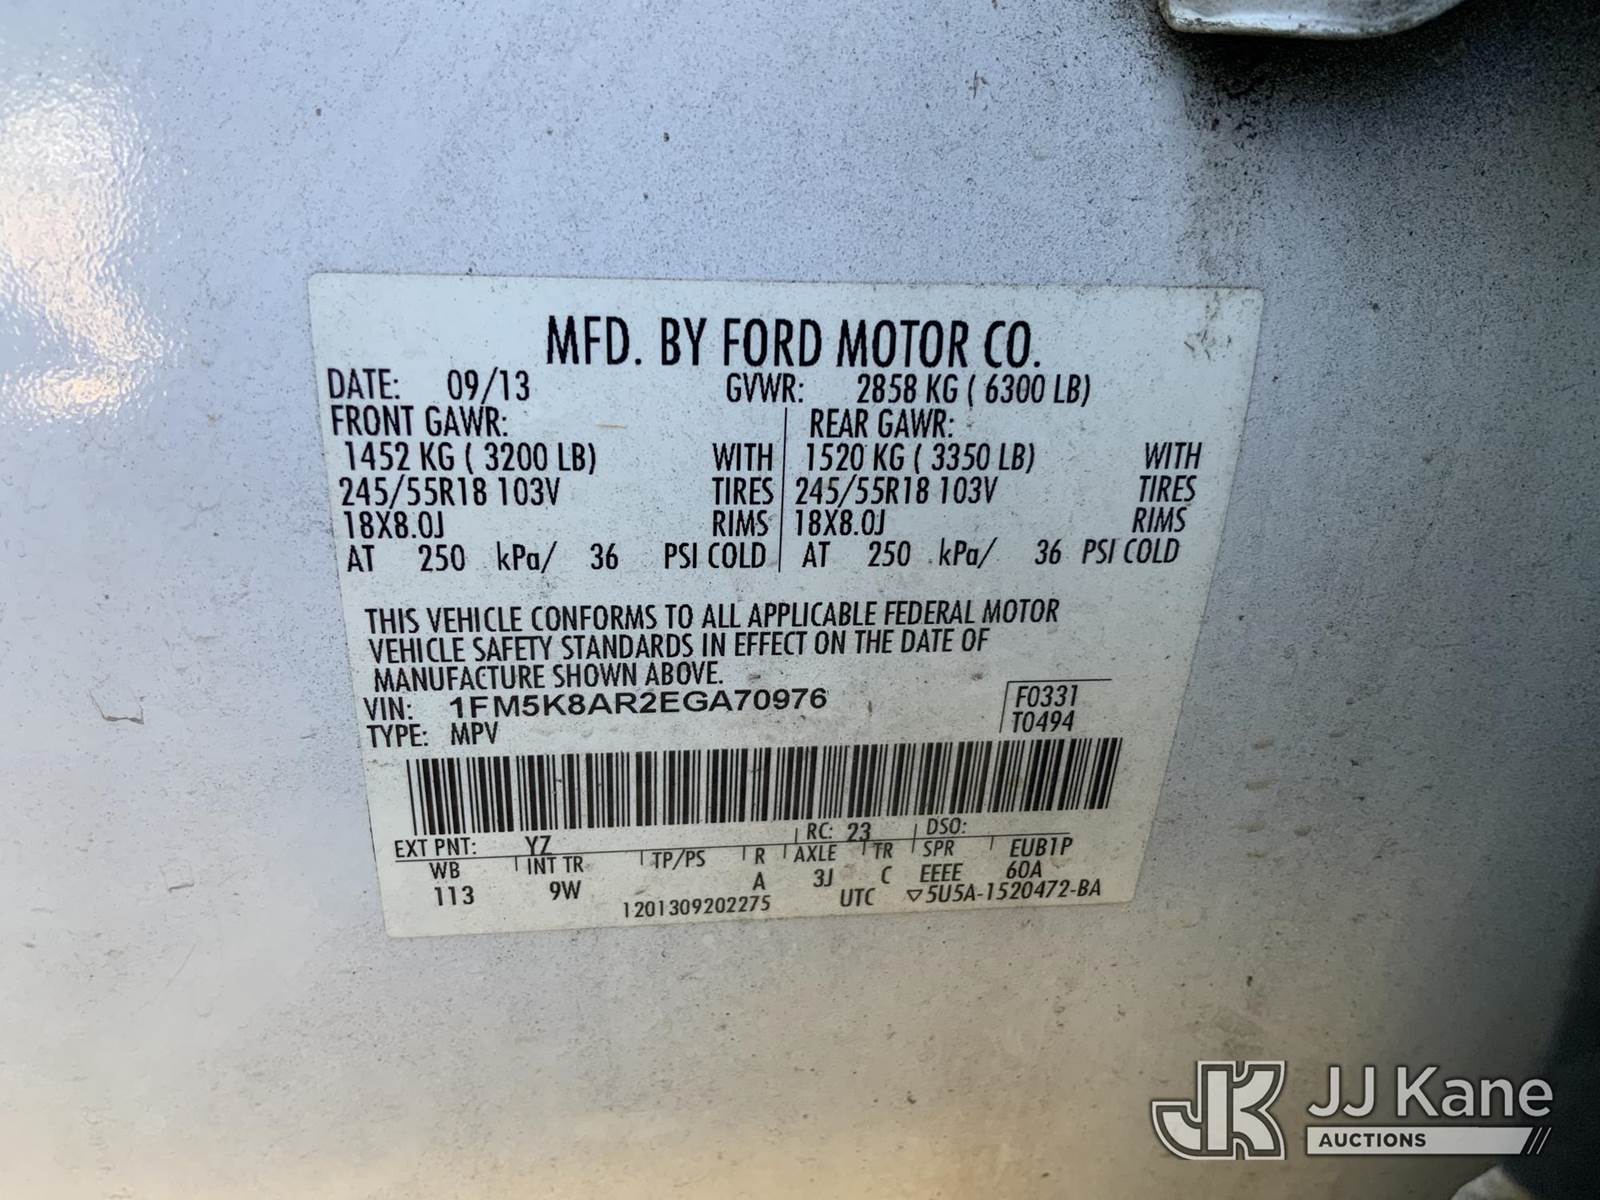 MFD. BY FORD MOTOR CO.
DATE: 09/13 GVWR: 2858 KG ( 6300 LB)
FRONT GAWR: REAR GAWR:
1452 KG ( 3200 LB) WITH 1520 KG ( 3350 LB) WITH
245/55R18 103V TIRES 245/55R18 103V TIRES
18X8.0J RIMS 18X8.0J RIMS
AT 250 kPa/ 36 PSI COLD AT 250 kPa/ 36 PSI COLD
THIS VEHICLE CONFORMS TO ALL APPLICABLE FEDERAL MOTOR
VEHICLE SAFETY STANDARDS IN EFFECT ON THE DATE OF
MANUFACTURE SHOWN ABOVE.
VIN: 1FM5K8AR2EGA70976 F0331
TYPE: MPV T0494
EXT PNT: YZ RC: 23 DSO:
WB INT TR TP/PS R AXLE TR SPR EUB1P
113 9W A 3J C EEEE 60A
1201309202275 UTC ▽5U5A-1520472-BA
JK JJ Kane
AUCTIONS